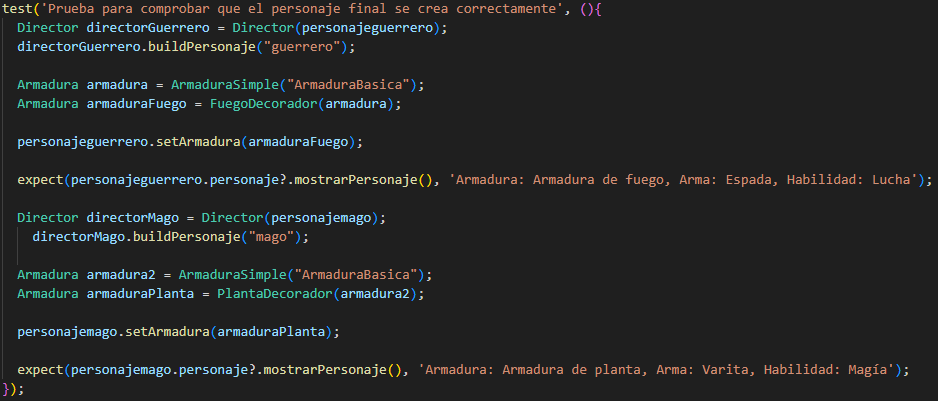 test('Prueba para comprobar que el personaje final se crea correctamente', (){
Director directorGuerrero = Director(personajeguerrero);
directorGuerrero.buildPersonaje("guerrero");
Armadura armadura = ArmaduraSimple("ArmaduraBasica");
Armadura armaduraFuego = FuegoDecorador(armadura);
personajeguerrero.setArmadura(armaduraFuego);
expect(personajeguerrero.personaje?.mostrarPersonaje(), 'Armadura: Armadura de fuego, Arma: Espada, Habilidad: Lucha');
Director directorMago = Director(personajemago);
directorMago.buildPersonaje("mago");
Armadura armadura2 = ArmaduraSimple("ArmaduraBasica");
Armadura armaduraPlanta = PlantaDecorador(armadura2);
personajemago.setArmadura(armaduraPlanta);
expect(personajemago.personaje?.mostrarPersonaje(), 'Armadura: Armadura de planta, Arma: Varita, Habilidad: Magía');
});